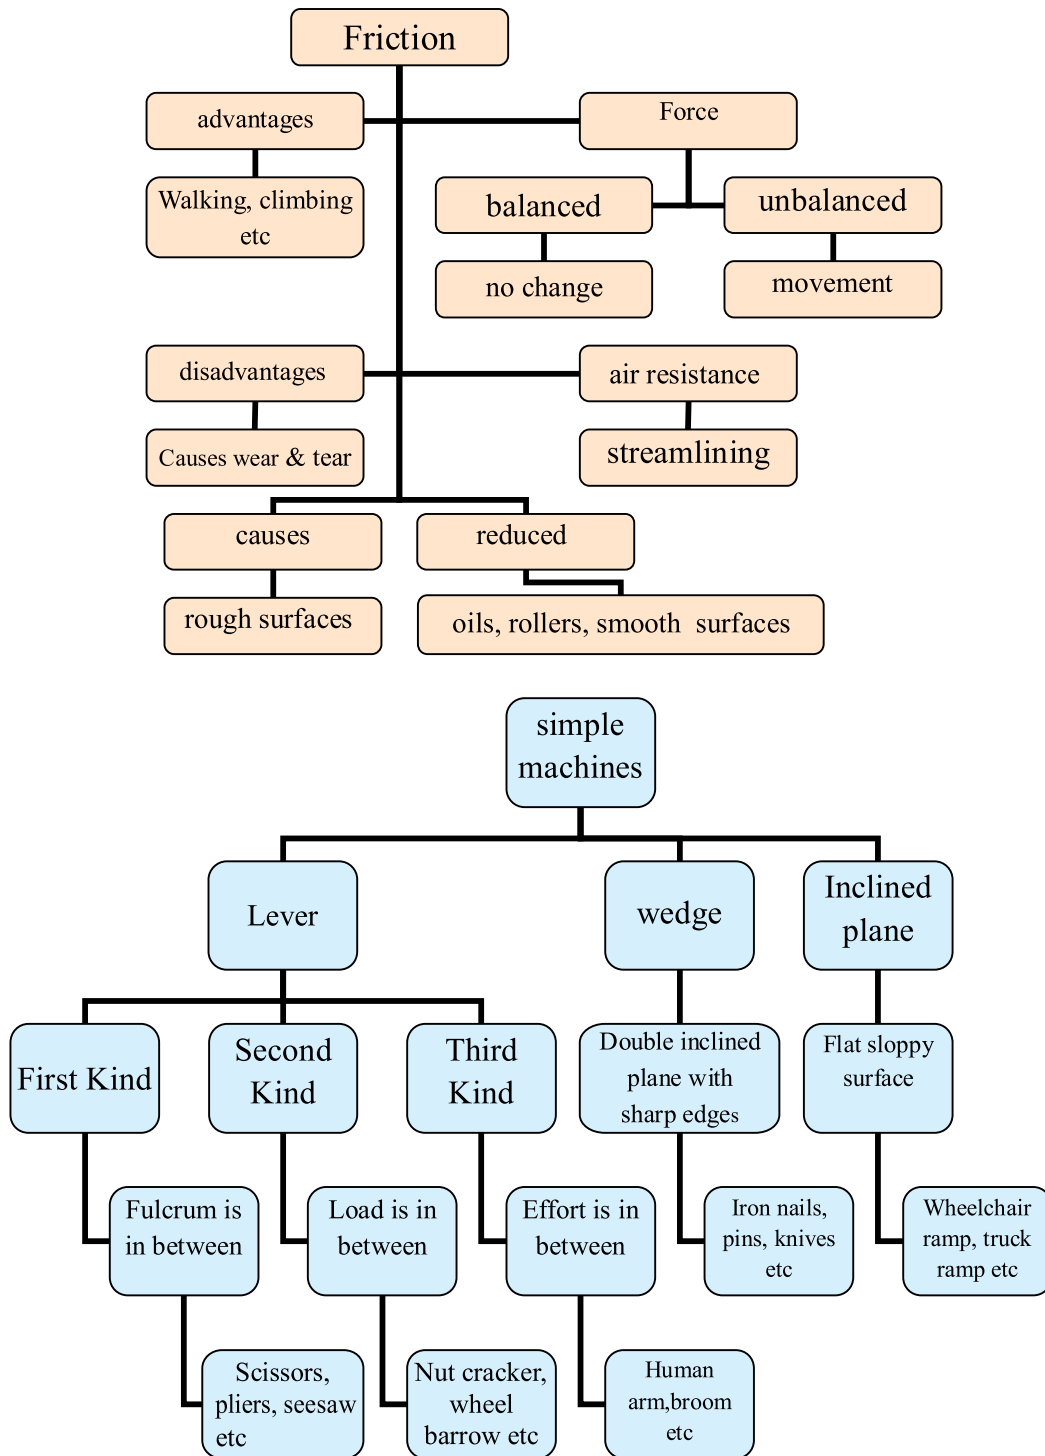 Friction
advantages
Force
Walking, climbing
etc
balanced
unbalanced
no change
movement
disadvantages
air resistance
Causes wear & tear
streamlining
causes
reduced
rough surfaces
oils, rollers, smooth surfaces
simple
machines
Lever
wedge
Inclined
plane
First Kind
Second
Kind
Third
Kind
Double inclined
plane with
sharp edges
Flat sloppy
surface
Fulcrum is
in between
Load is in
between
Effort is in
between
Iron nails,
pins, knives
etc
Wheelchair
ramp, truck
ramp etc
Scissors,
pliers, seesaw
etc
Nut cracker,
wheel
barrow etc
Human
arm,broom
etc